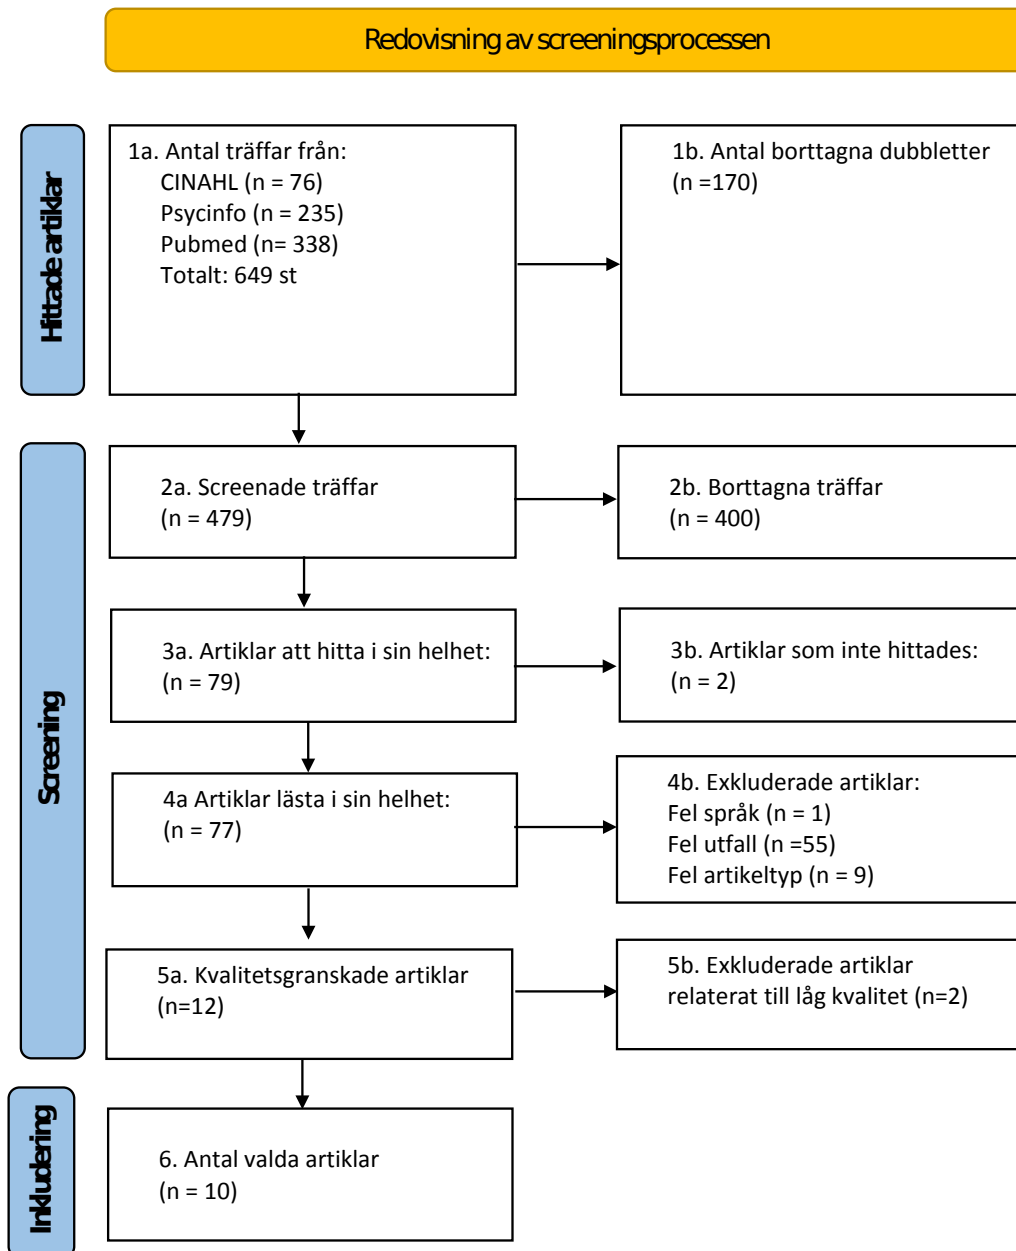 Redovisning av screeningsprocessen
Hittade artiklar
1a. Antal träffar från:
CINAHL (n = 76)
Psycinfo (n = 235)
Pubmed (n= 338)
Totalt: 649 st
1b. Antal borttagna dubbletter
(n =170)
Screening
2a. Screenade träffar
(n = 479)
2b. Borttagna träffar
(n = 400)
3a. Artiklar att hitta i sin helhet:
(n = 79)
3b. Artiklar som inte hittades:
(n = 2)
4a Artiklar lästa i sin helhet:
(n = 77)
4b. Exkluderade artiklar:
Fel språk (n = 1)
Fel utfall (n =55)
Fel artikeltyp (n = 9)
5a. Kvalitetsgranskade artiklar
(n=12)
5b. Exkluderade artiklar
relaterat till låg kvalitet (n=2)
Inkludering
6. Antal valda artiklar
(n = 10)